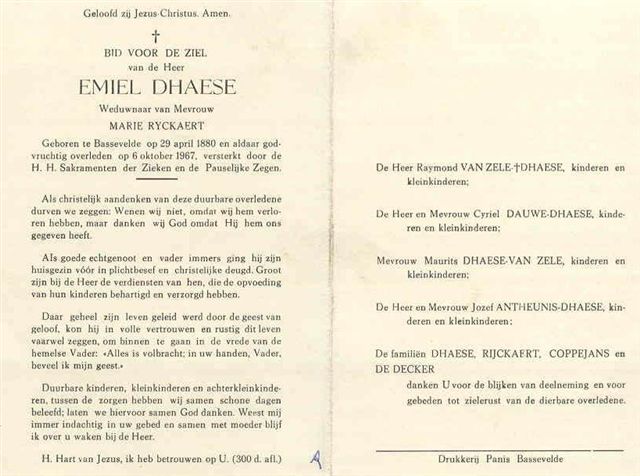 Geloofd zij Jezus-Christus. Amen.
†
BID VOOR DE ZIEL
van de Heer
EMIEL DHAESE
Weduwnaar van Mevrouw
MARIE RYCKAERT
Geboren te Bassevelde op 29 april 1880 en aldaar god-
vruchtig overleden op 6 oktober 1967, versterkt door de
H. H. Sakramenten der Zieken en de Pauselijke Zegen.
Als christelijk aandenken van deze duurbare overledene
durven we zeggen: Wenen wij niet, omdat wij hem verlo-
ren hebben, maar danken wij God omdat Hij hem ons
gegeven heeft.
Als goede echtgenoot en vader immers ging hij zijn
huisgezin vóór in plichtbesef en christelijke deugd. Groot
zijn bij de Heer de verdiensten van hen, die de opvoeding
van hun kinderen behartigd en verzorgd hebben.
Daar geheel zijn leven geleid werd door de geest van
geloof, kon hij in volle vertrouwen en rustig dit leven
vaarwel zeggen, om binnen te gaan in de vrede van de
hemelse Vader: «Alles is volbracht; in uw handen, Vader,
beveel ik mijn geest.»
Duurbare kinderen, kleinkinderen en achterkleinkinde-
ren, tussen de zorgen hebben wij samen schone dagen
beleefd; laten we hiervoor samen God danken. Weest mij
immer indachtig in uw gebed en samen met moeder blijf
ik over u waken bij de Heer.
H. Hart van Jezus, ik heb betrouwen op U. (300 d. afl.)
De Heer Raymond VAN ZELE-†DHAESE, kinderen en
kleinkinderen;
De Heer en Mevrouw Cyriel DAUWE-DHAESE, kinde-
ren en kleinkinderen;
Mevrouw Maurits DHAESE-VAN ZELE, kinderen en
kleinkinderen;
De Heer en Mevrouw Jozef ANTHEUNIS-DHAESE, kin-
deren en kleinkinderen;
De familiën DHAESE, RIJCKAERT, COPPEJANS en
DE DECKER
danken U voor de blijken van deelneming en voor
gebeden tot zielerust van de dierbare overledene.
Drukkerij Panis Bassevelde